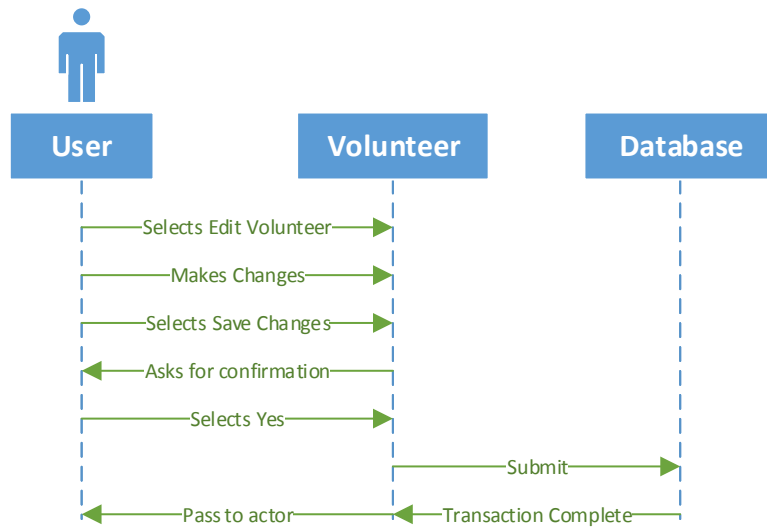 User
Volunteer
Database
Selects Edit Volunteer
Makes Changes
Selects Save Changes
Asks for confirmation
Selects Yes
Submit
Pass to actor
Transaction Complete